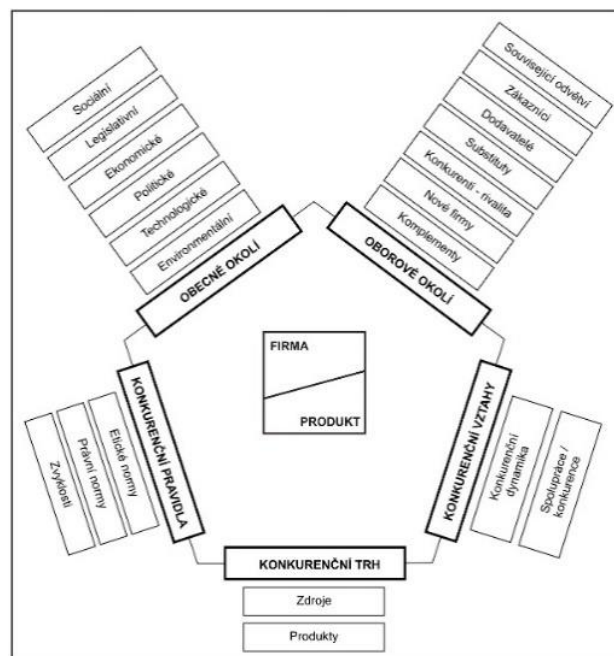 Sociální
Legislativní
Ekonomické
Politické
Technologické
Environmentální
OBECNÉ OKOLÍ
Související odvětví
Zákazníci
Dodavatelé
Substituty
Konkurenti - rivalita
Nové firmy
Komplementy
OBOROVÉ OKOLÍ
FIRMA
PRODUKT
KONKURENČNÍ PRAVIDLA
Etické normy
Právní normy
Zvyklosti
KONKURENČNÍ VZTAHY
Konkurenční
dynamika
Spolupráce /
konkurence
KONKURENČNÍ TRH
Zdroje
Produkty